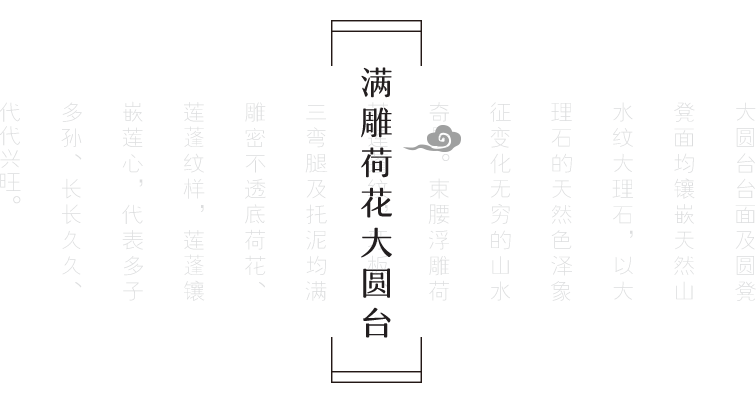 满雕荷花大圆台
大圆台台面及圆凳
凳面均镶嵌天然山
水纹大理石，以大
理石的天然色泽象
征变化无穷的山水
奇。束腰浮雕荷
三弯腿及托泥均满
雕密不透底荷花、
莲蓬纹样，莲蓬镶
嵌莲心，代表多子
多孙、长长久久、
代代兴旺。